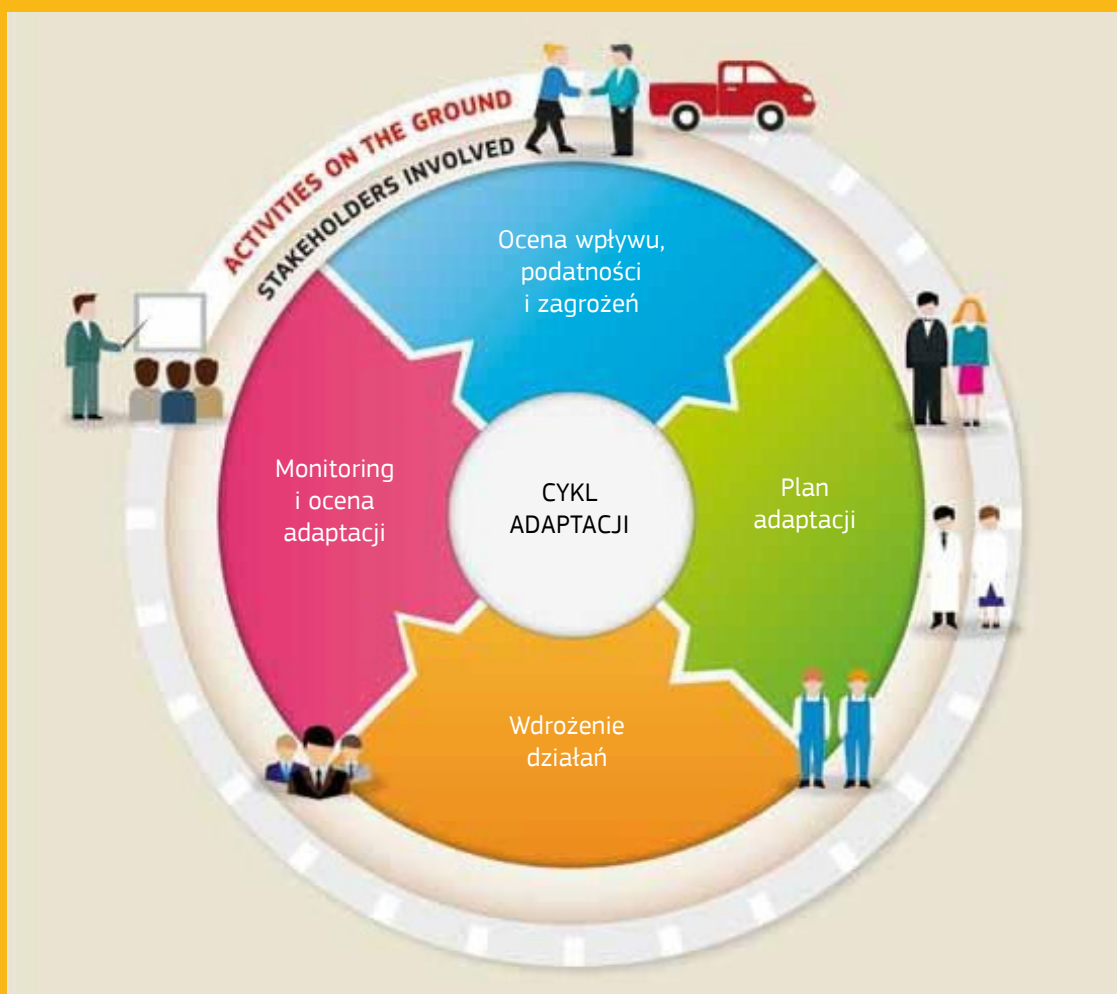 ACTIVITIES ON THE GROUND
STAKEHOLDERS INVOLVED
Ocena wpływu,
podatności
i zagrożeń
Monitoring
i ocena
adaptacji
CYKL
ADAPTACJI
Plan
adaptacji
Wdrożenie
działań